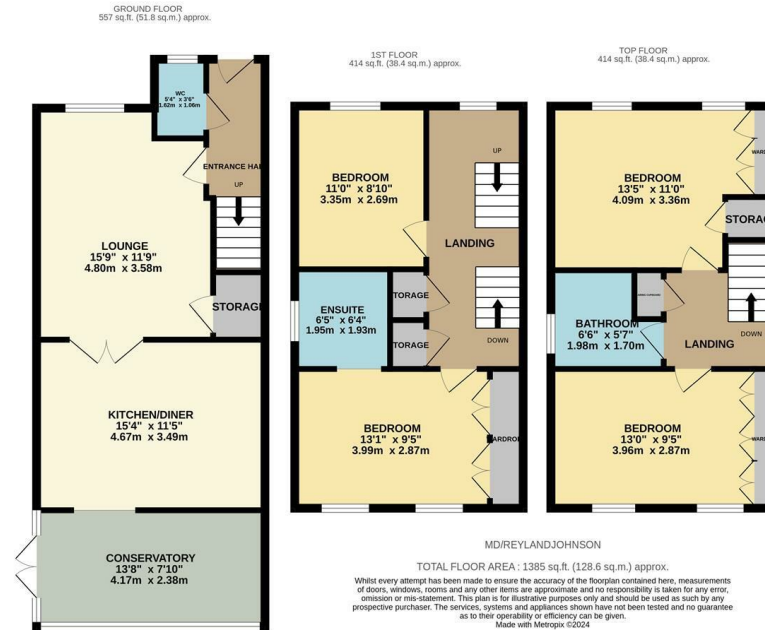 GROUND FLOOR
557 sq.ft. (51.8 sq.m.) approx.
WC
5'4" x 3'6"
1.62m x 1.06m
ENTRANCE HAL
UP
LOUNGE
15'9" x 11'9"
4.80m x 3.58m
STORAGE
KITCHEN/DINER
15'4" x 11'5"
4.67m x 3.49m
CONSERVATORY
13'8" x 7'10"
4.17m x 2.38m
1ST FLOOR
414 sq.ft. (38.4 sq.m.) approx.
BEDROOM
11'0" x 8'10"
3.35m x 2.69m
UP
LANDING
ENSUITE
6'5" x 6'4"
1.95m x 1.93m
TORAGE
TORAGE
DOWN
BEDROOM
13'1" x 9'5"
3.99m x 2.87m
ARDROB
TOP FLOOR
414 sq.ft. (38.4 sq.m.) approx.
BEDROOM
13'5" x 11'0"
4.09m x 3.36m
WARD
STORAG
BATHROOM
6'6" x 5'7"
1.98m x 1.70m
LANDING
DOWN
BEDROOM
13'0" x 9'5"
3.96m x 2.87m
WARD
MD/REYLANDJOHNSON
TOTAL FLOOR AREA : 1385 sq.ft. (128.6 sq.m.) approx.
Whilst every attempt has been made to ensure the accuracy of the floorplan contained here, measurements
of doors, windows, rooms and any other items are approximate and no responsibility is taken for any error,
omission or mis-statement. This plan is for illustrative purposes only and should be used as such by any
prospective purchaser. The services, systems and appliances shown have not been tested and no guarantee
as to their operability or efficiency can be given.
Made with Metropix ©2024